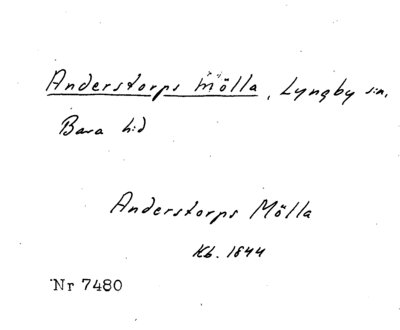 Anderstorps mölla, Lyngby sn,
Bara hd
Anderstorps Mölla
Kb. 1844
Nr 7480